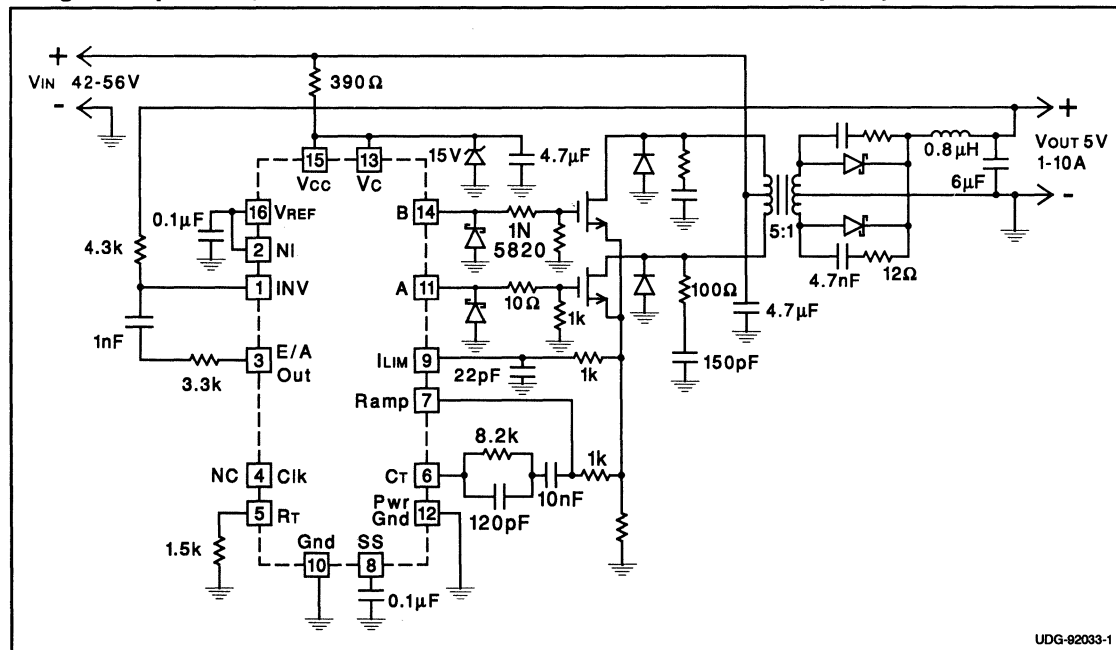 +
VIN 42-56V
-
390Ω
+
VOUT 5V
1-10A
-
15V
4.7µF
0.8µH
6µF
15
VCC
13
VC
16 VREF
0.1µF
2 NI
4.3k
1 INV
1nF
3 E/A
Out
3.3k
B 14
1N
5820
A 11
10Ω
1k
ILIM 9
22pF
1k
Ramp 7
100Ω
150pF
4.7µF
5:1
4.7nF
12Ω
8.2k
CT 6
120pF
10nF
1k
NC 4 Clk
Pwr
Gnd 12
5 RT
1.5k
Gnd
10
SS
8
0.1µF
UDG-92033-1